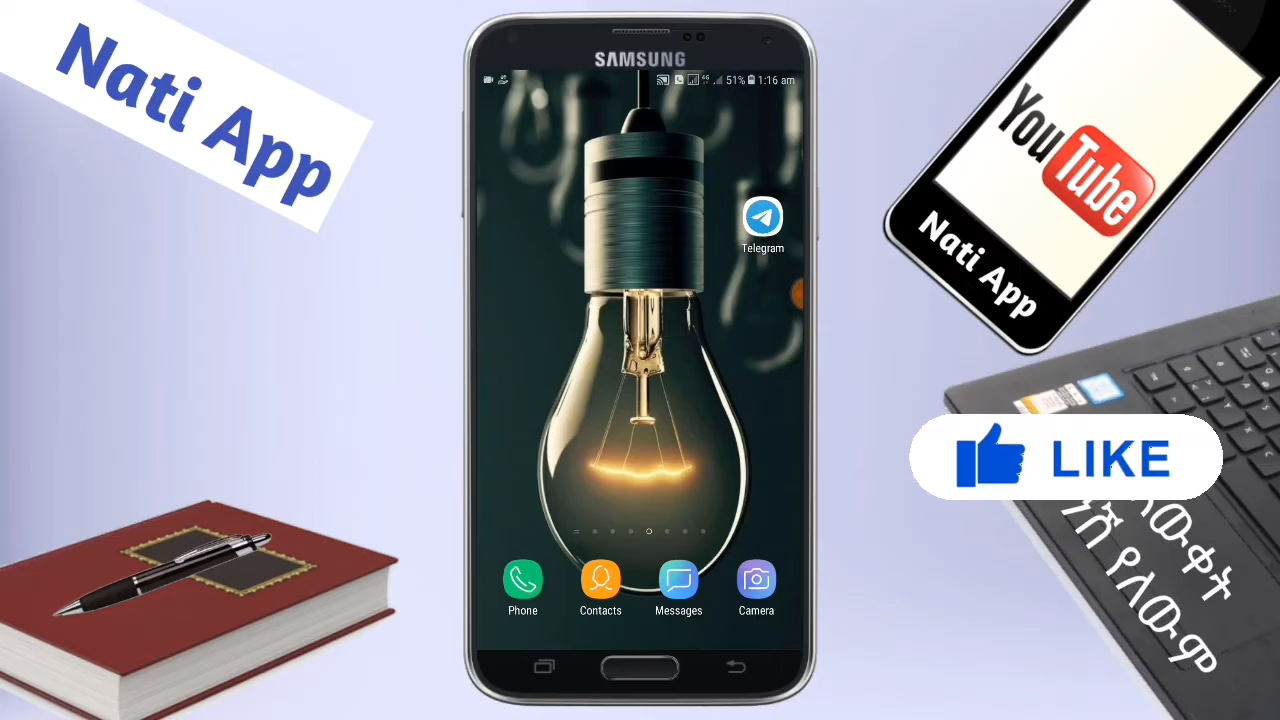 Nati App
SAMSUNG
51% 1:16 am
Telegram
Phone
Contacts
Messages
Camera
YouTube
Nati App
LIKE
የለውም